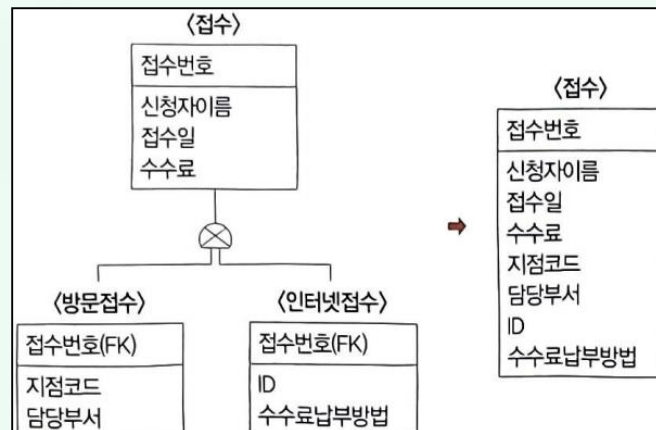 〈접수〉
접수번호
신청자이름
접수일
수수료
〈방문접수〉
접수번호(FK)
지점코드
담당부서
〈인터넷접수〉
접수번호(FK)
ID
수수료납부방법
〈접수〉
접수번호
신청자이름
접수일
수수료
지점코드
담당부서
ID
수수료납부방법